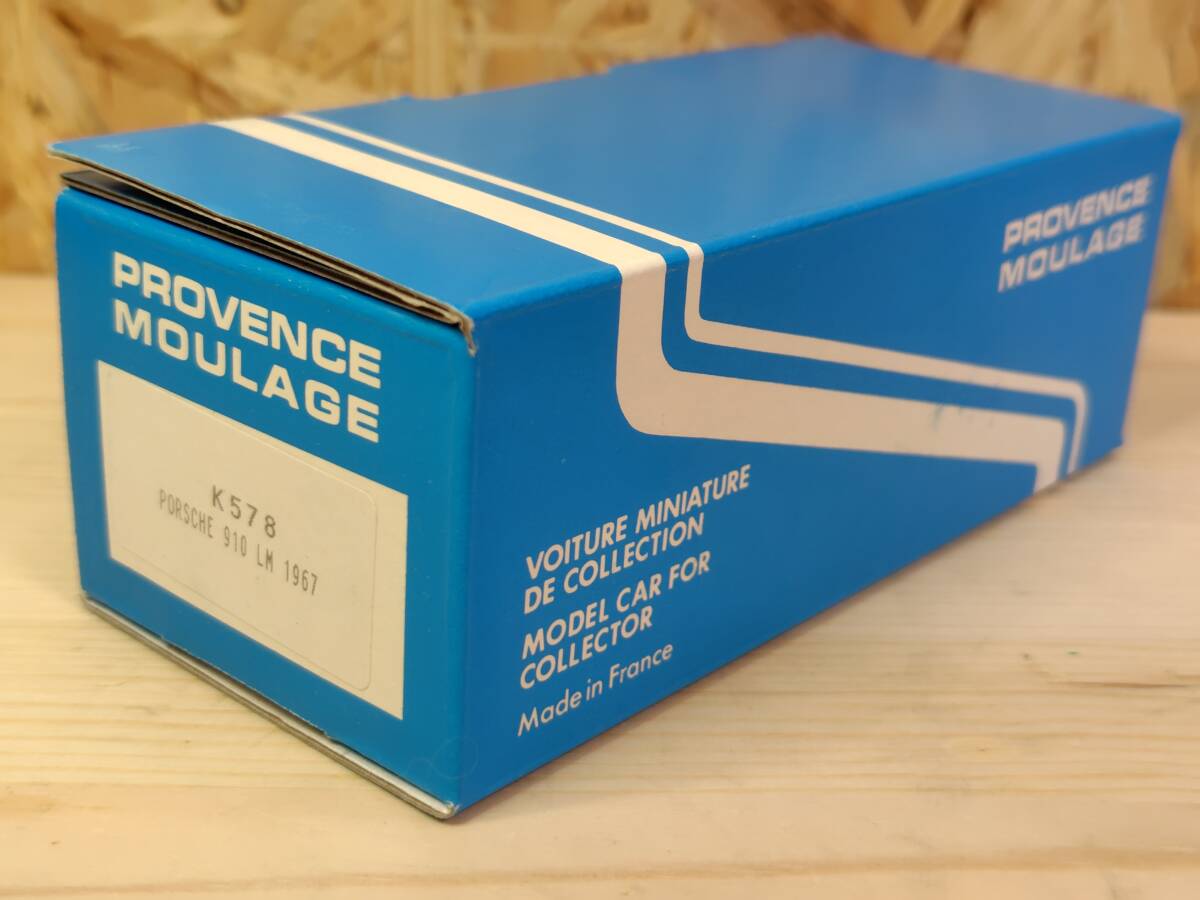 PROVENCE
MOULAGE
K578
PORSCHE 910 LM 1967
PROVENCE
MOULAGE
VOITURE MINIATURE
DE COLLECTION
MODEL CAR FOR
COLLECTOR
Made in France